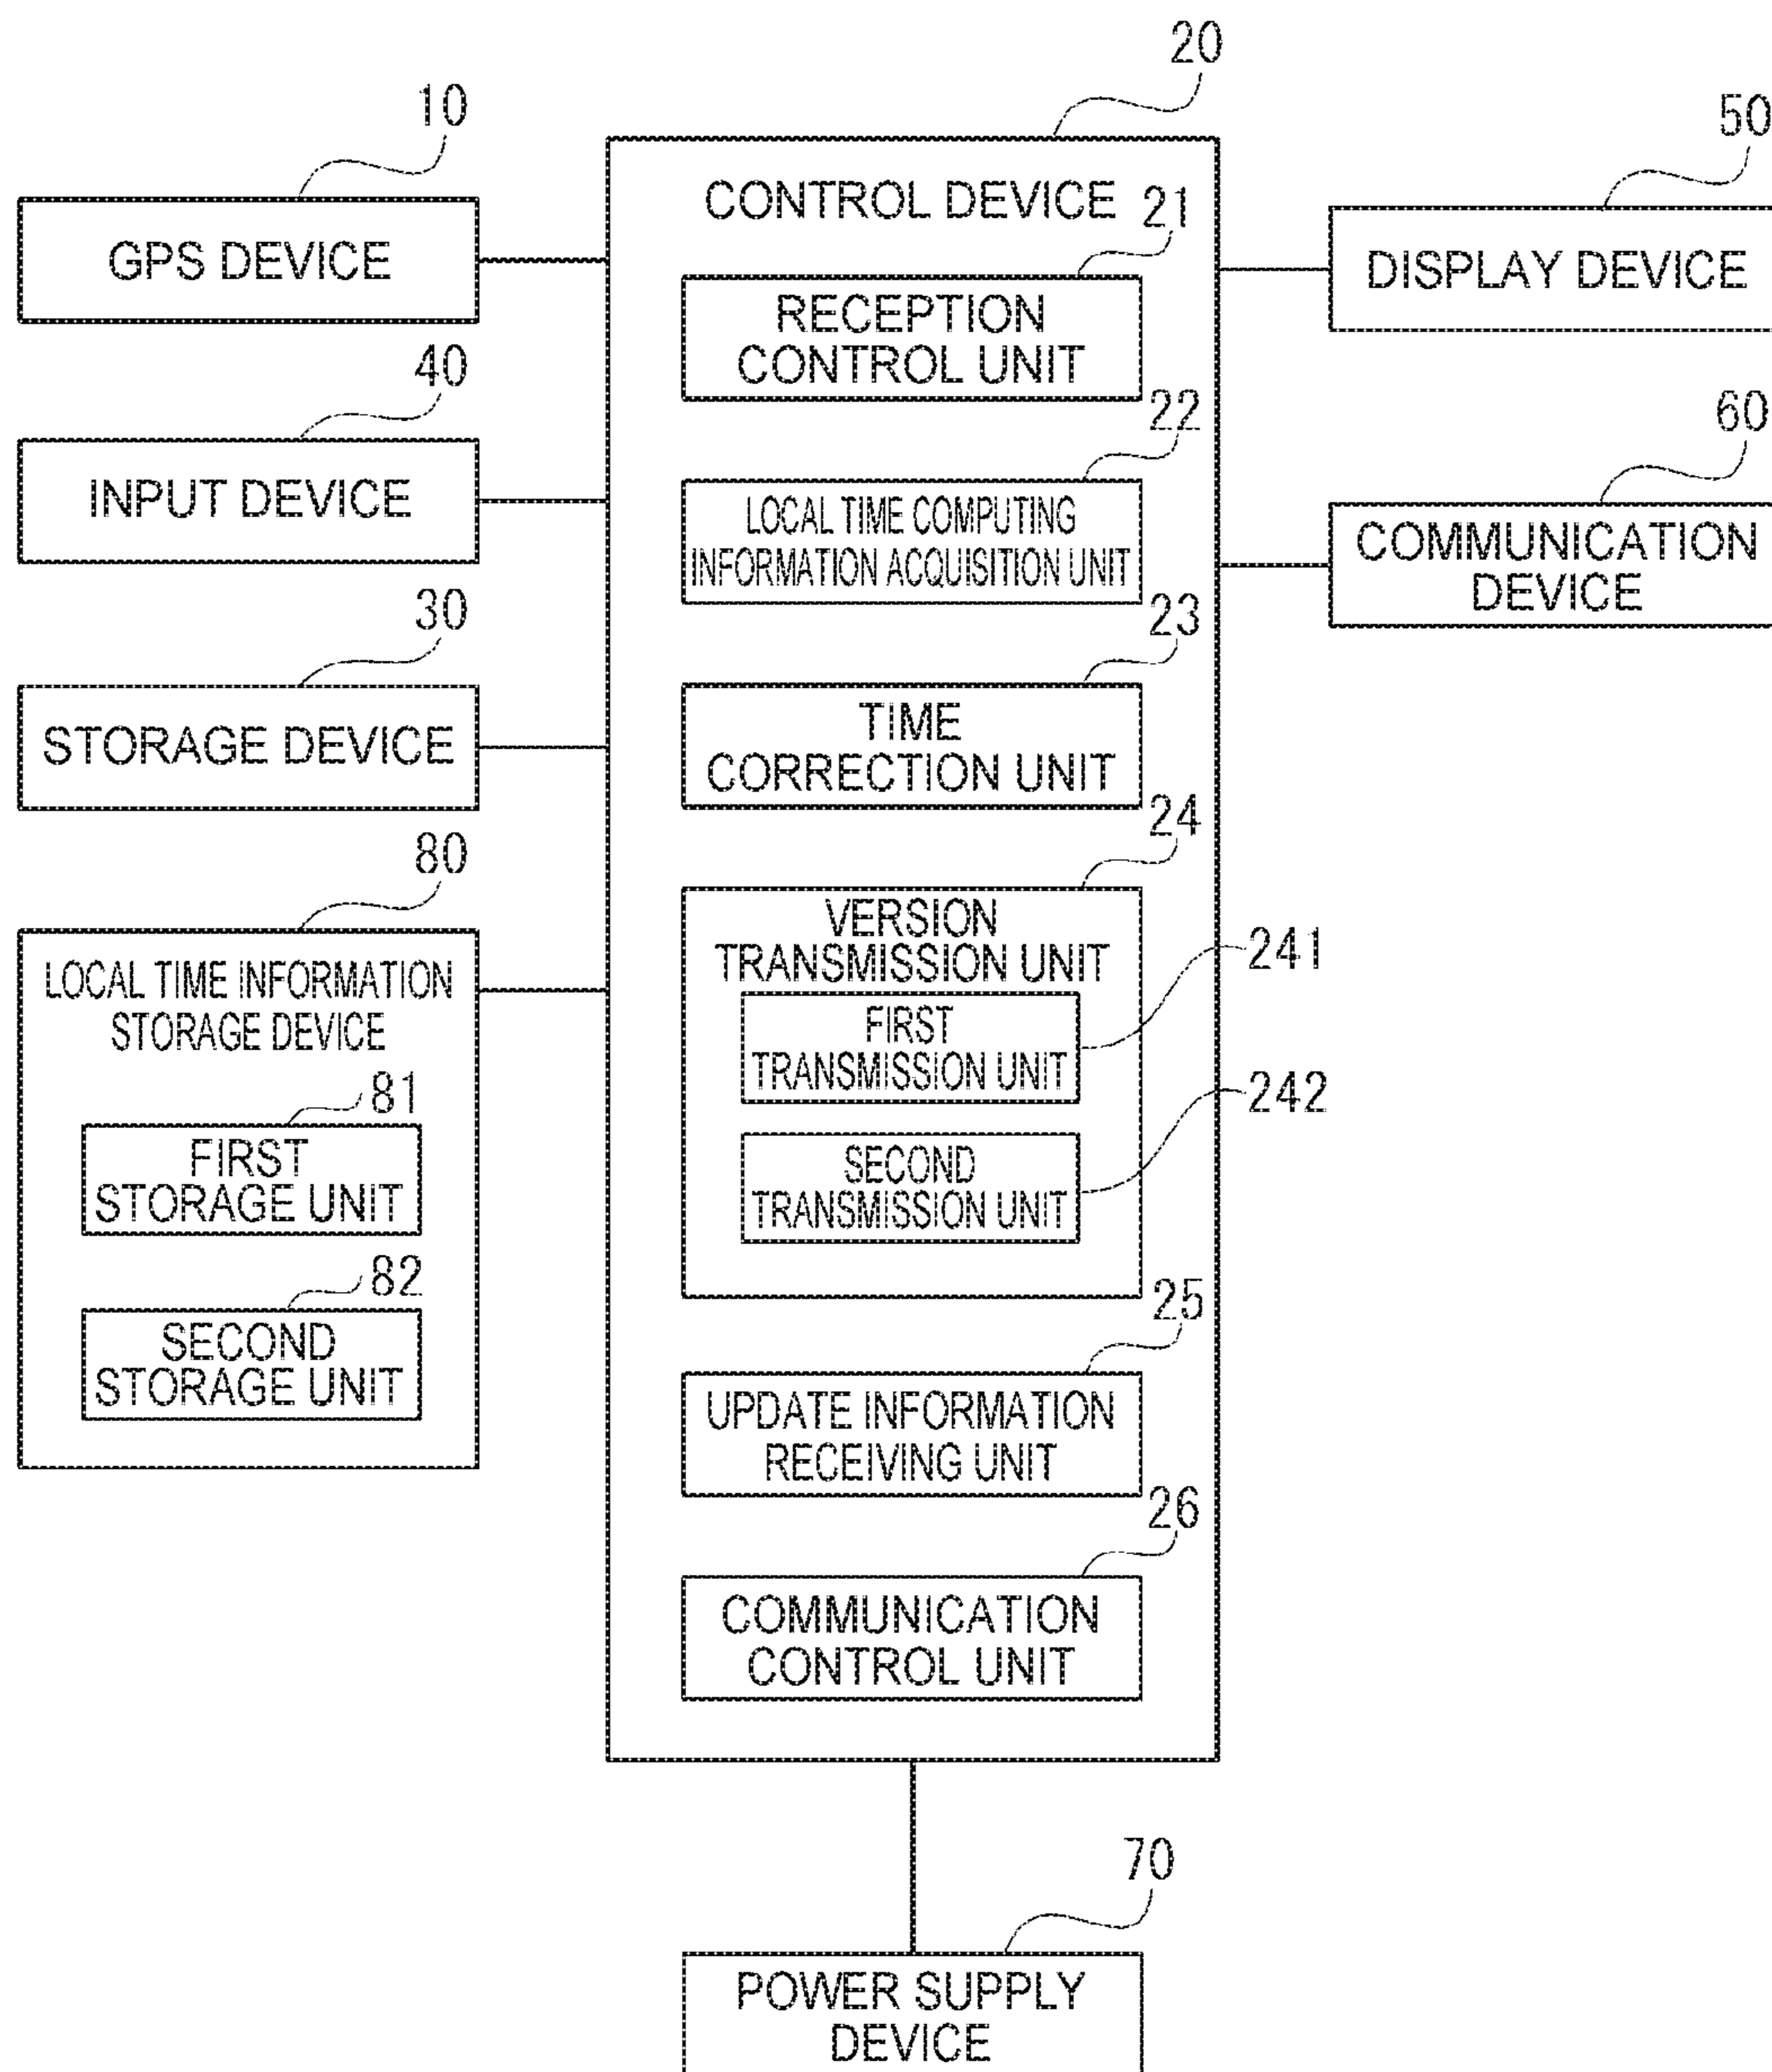 20
10
50
CONTROL DEVICE
21
GPS DEVICE
DISPLAY DEVICE
RECEPTION
CONTROL UNIT
40
22
60
INPUT DEVICE
LOCAL TIME COMPUTING
INFORMATION ACQUISITION UNIT
COMMUNICATION
DEVICE
30
23
STORAGE DEVICE
TIME
CORRECTION UNIT
24
80
VERSION
TRANSMISSION UNIT
241
LOCAL TIME INFORMATION
STORAGE DEVICE
FIRST
TRANSMISSION UNIT
242
81
FIRST
STORAGE UNIT
SECOND
TRANSMISSION UNIT
82
25
SECOND
STORAGE UNIT
UPDATE INFORMATION
RECEIVING UNIT
26
COMMUNICATION
CONTROL UNIT
70
POWER SUPPLY
DEVICE